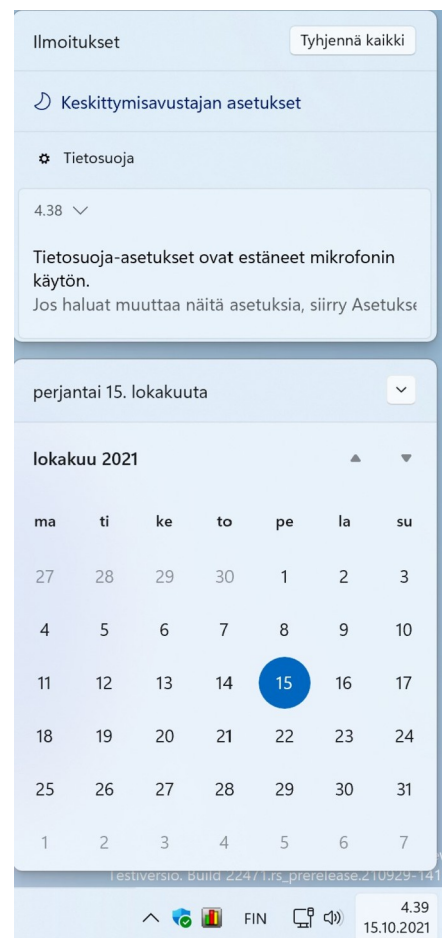 Ilmoitukset
Tyhjennä kaikki
Keskittymisavustajan asetukset
Tietosuoja
4.38
Tietosuoja-asetukset ovat estäneet mikrofonin
käytön.
Jos haluat muuttaa näitä asetuksia, siirry Asetukse
perjantai 15. lokakuuta
lokakuu 2021
ma ti ke to pe la su
27 28 29 30 1 2 3
4 5 6 7 8 9 10
11 12 13 14 15 16 17
18 19 20 21 22 23 24
25 26 27 28 29 30 31
1 2 3 4 5 6 7
Testiversio. Build 22471.rs_prerelease.210929-141
FIN
4.39
15.10.2021